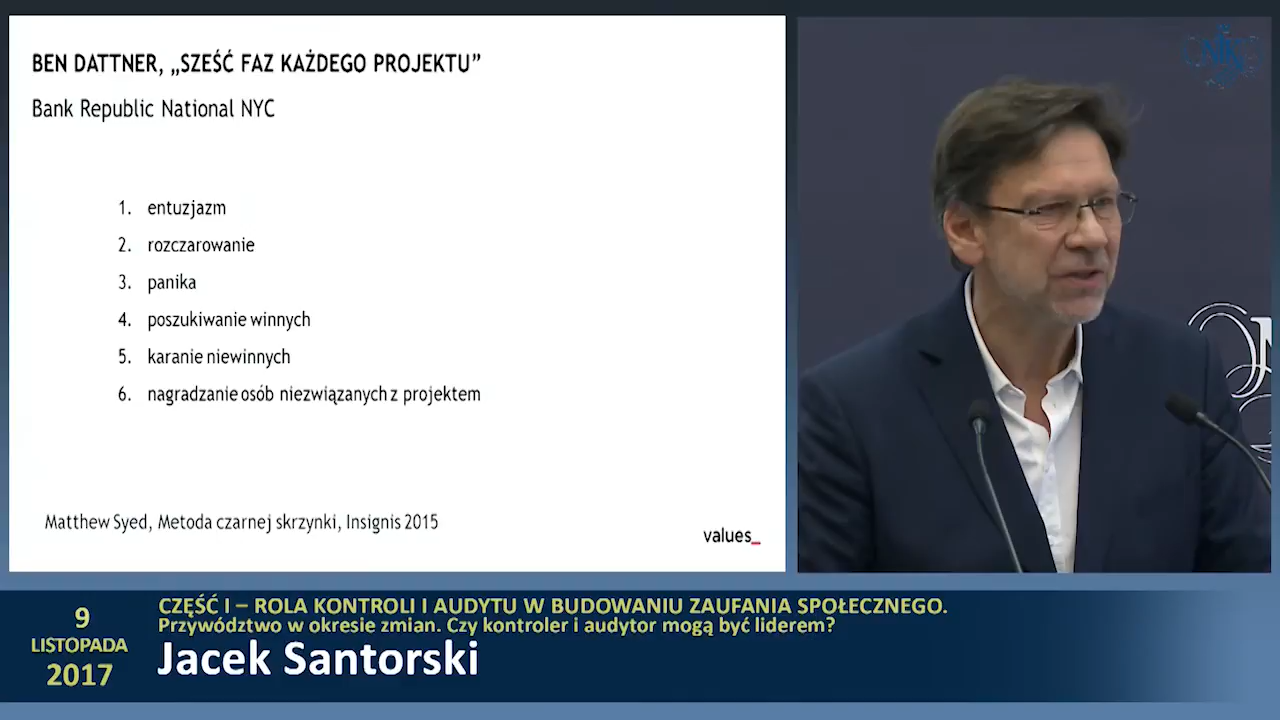 BEN DATTNER, „SZEŚĆ FAZ KAŻDEGO PROJEKTU”
Bank Republic National NYC
1. entuzjazm
2. rozczarowanie
3. panika
4. poszukiwanie winnych
5. karanie niewinnych
6. nagradzanie osób niezwiązanych z projektem
Matthew Syed, Metoda czarnej skrzynki, Insignis 2015
values_
NIK
9
LISTOPADA
2017
CZĘŚĆ I – ROLA KONTROLI I AUDYTU W BUDOWANIU ZAUFANIA SPOŁECZNEGO.
Przywództwo w okresie zmian. Czy kontroler i audytor mogą być liderem?
Jacek Santorski